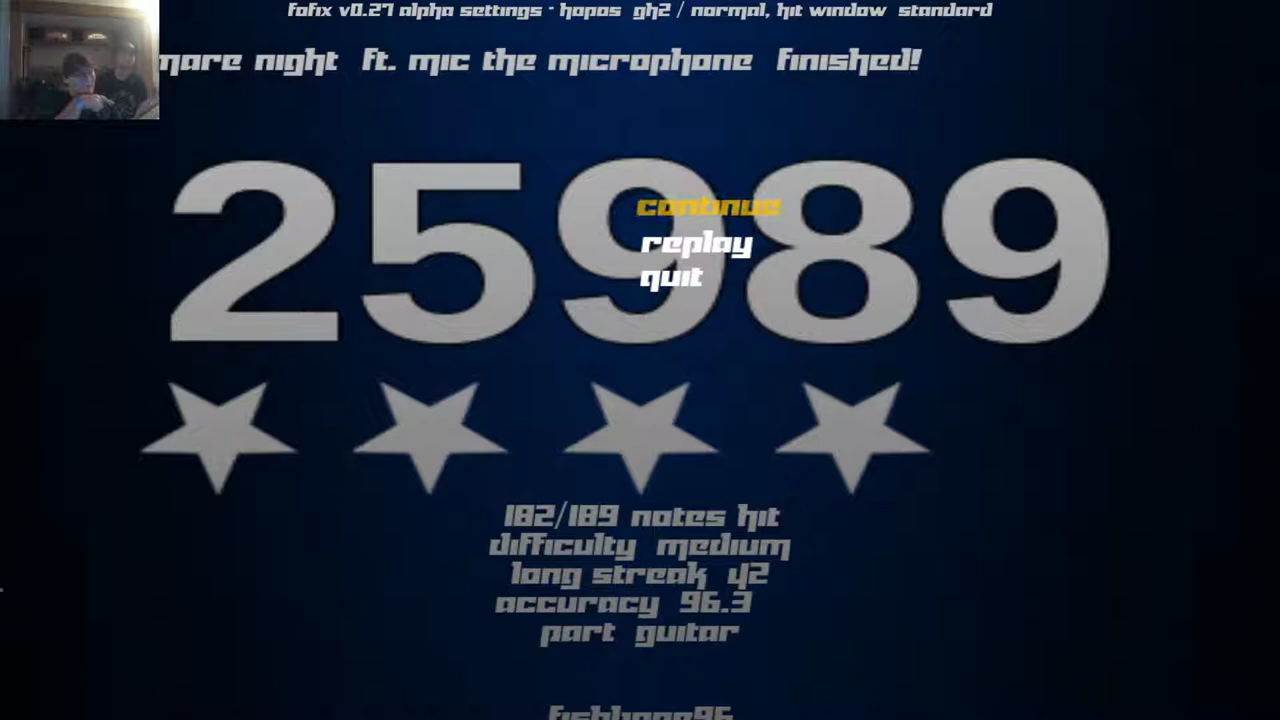 fofix v0.27 alpha settings - hopos gh2 / normal, hit window standard
mare night ft. mic the microphone finished!
25989
continue
replay
quit
182/189 notes hit
difficulty medium
long streak 42
accuracy 96.3
part guitar